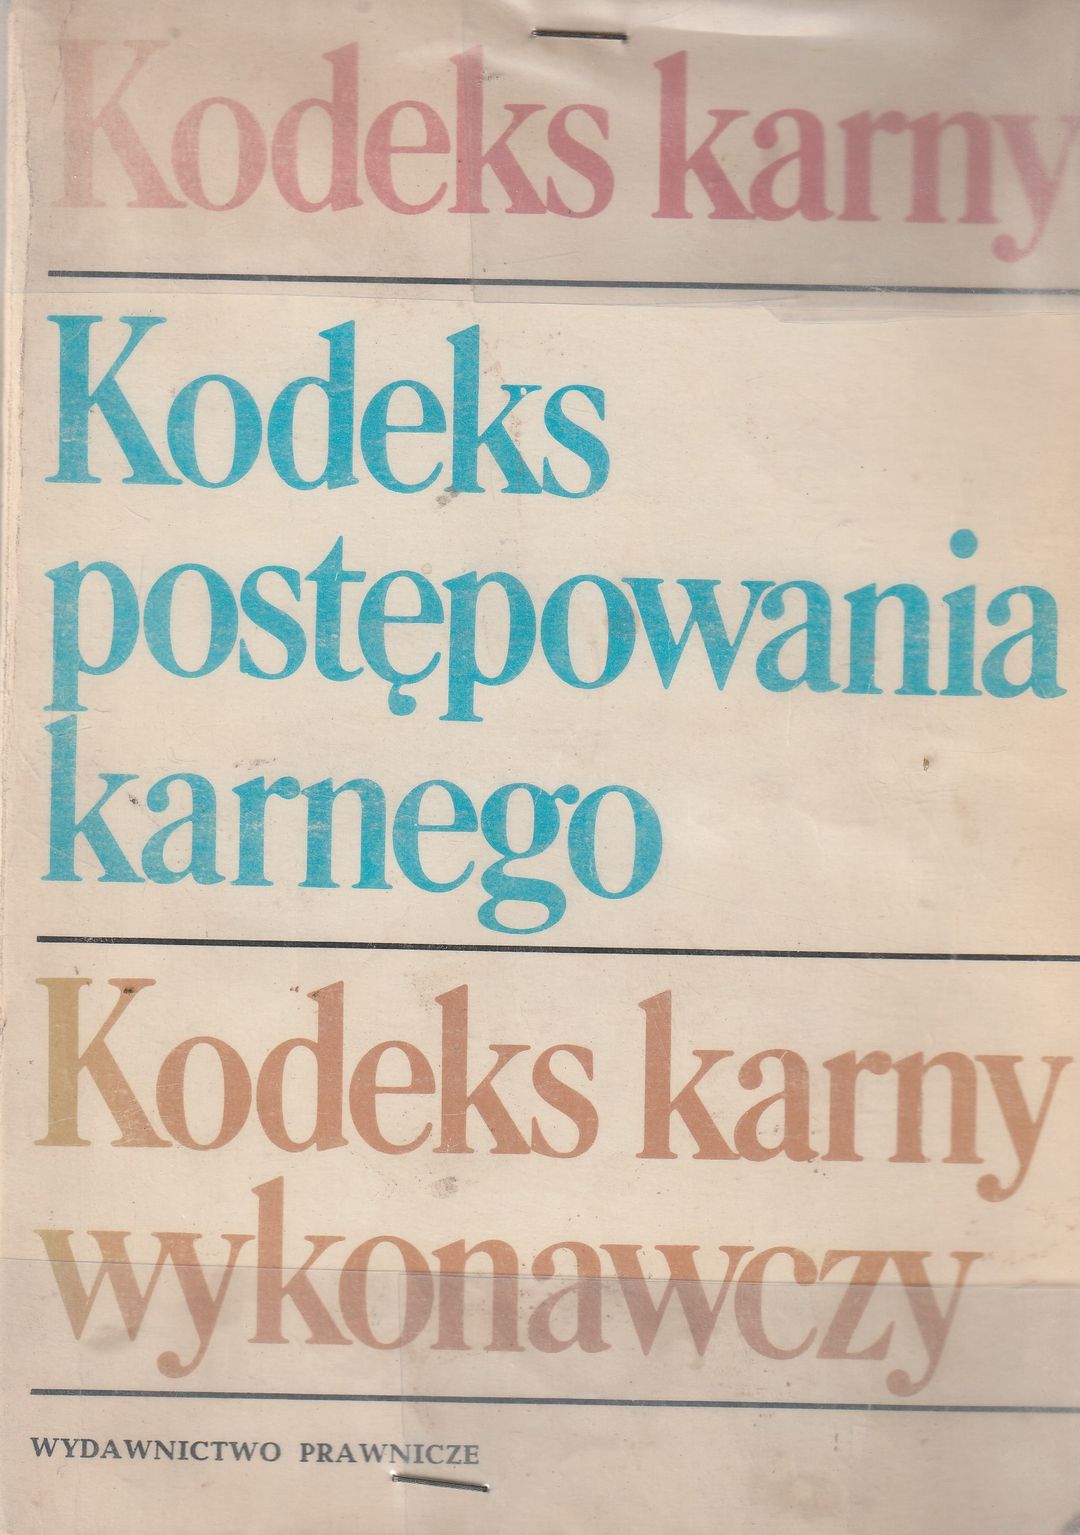 Kodeks karny
Kodeks
postępowania
karnego
Kodeks karny
wykonawczy
WYDAWNICTWO PRAWNICZE